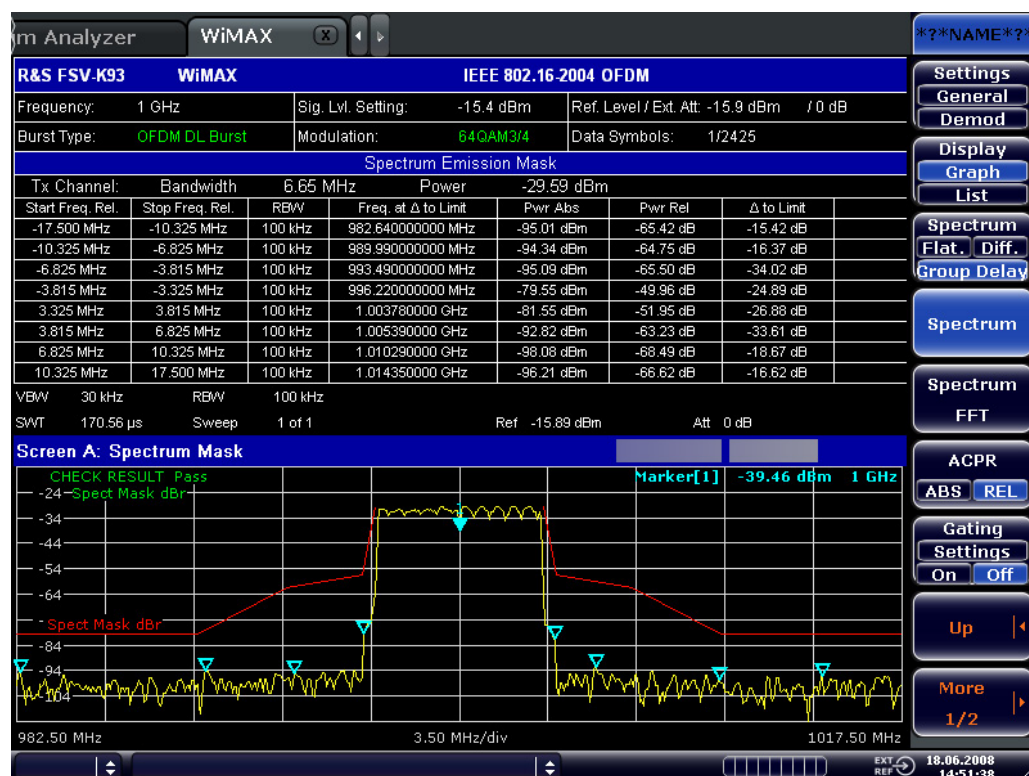 m Analyzer WiMAX X *?*NAME*?*
R&S FSV-K93 WiMAX IEEE 802.16-2004 OFDM
Frequency: 1 GHz Sig. Lvl. Setting: -15.4 dBm Ref. Level / Ext. Att: -15.9 dBm / 0 dB
Burst Type: OFDM DL Burst Modulation: 64QAM3/4 Data Symbols: 1/2425
Spectrum Emission Mask
Tx Channel: Bandwidth 6.65 MHz Power -29.59 dBm
Start Freq. Rel. Stop Freq. Rel. RBW Freq. at Δ to Limit Pwr Abs Pwr Rel Δ to Limit
-17.500 MHz -10.325 MHz 100 kHz 982.640000000 MHz -95.01 dBm -65.42 dB -15.42 dB
-10.325 MHz -6.825 MHz 100 kHz 989.990000000 MHz -94.34 dBm -64.75 dB -16.37 dB
-6.825 MHz -3.815 MHz 100 kHz 993.490000000 MHz -95.09 dBm -65.50 dB -34.02 dB
-3.815 MHz -3.325 MHz 100 kHz 996.220000000 MHz -79.55 dBm -49.96 dB -24.89 dB
3.325 MHz 3.815 MHz 100 kHz 1.003780000 GHz -81.55 dBm -51.95 dB -26.88 dB
3.815 MHz 6.825 MHz 100 kHz 1.005390000 GHz -92.82 dBm -63.23 dB -33.61 dB
6.825 MHz 10.325 MHz 100 kHz 1.010290000 GHz -98.08 dBm -68.49 dB -18.67 dB
10.325 MHz 17.500 MHz 100 kHz 1.014350000 GHz -96.21 dBm -66.62 dB -16.62 dB
VBW 30 kHz RBW 100 kHz
SWT 170.56 µs Sweep 1 of 1 Ref -15.89 dBm Att 0 dB
Screen A: Spectrum Mask
CHECK RESULT Pass Marker[1] -39.46 dBm 1 GHz
-24 Spect Mask dBr
-34
-44
-54
-64
Spect Mask dBr
-84
-94
-104
982.50 MHz 3.50 MHz/div 1017.50 MHz
Settings
General
Demod
Display
Graph
List
Spectrum
Flat. Diff.
Group Delay
Spectrum
Spectrum
FFT
ACPR
ABS REL
Gating
Settings
On Off
Up
More
1/2
EXT REF 18.06.2008
14:51:38